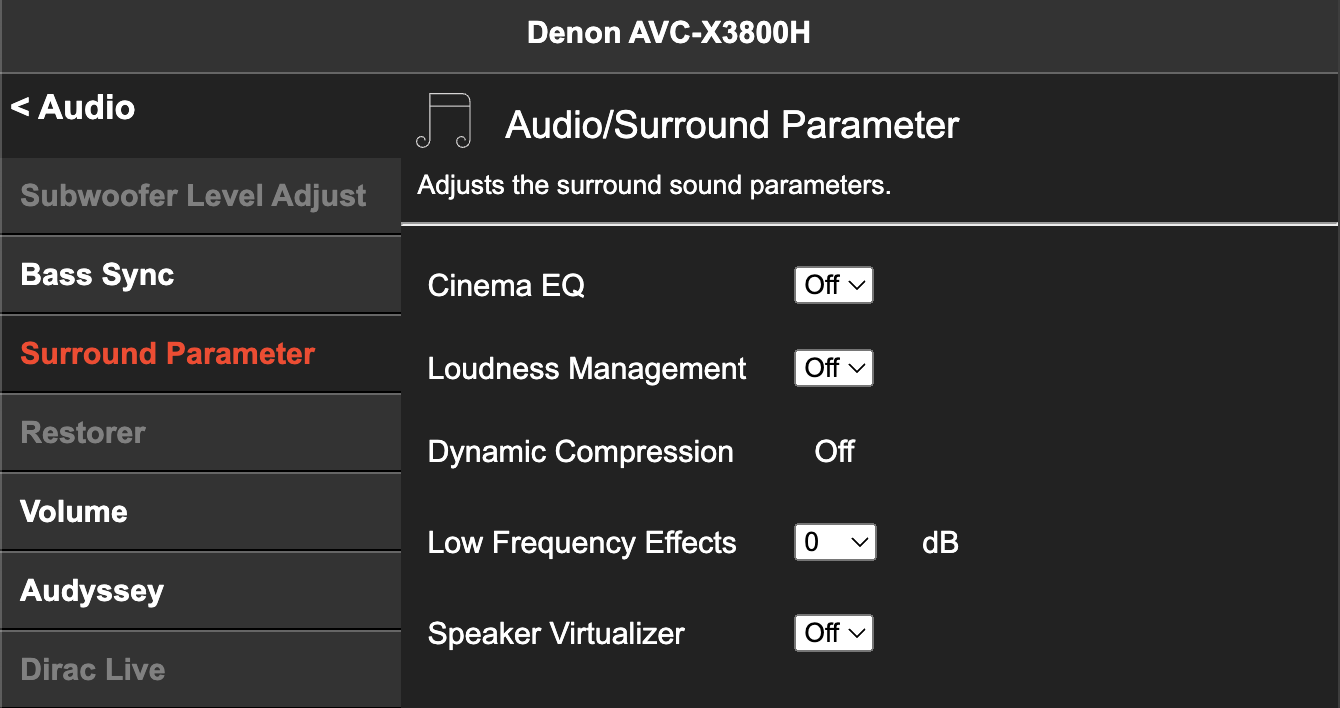 Denon AVC-X3800H
< Audio
Subwoofer Level Adjust
Bass Sync
Surround Parameter
Restorer
Volume
Audyssey
Dirac Live
Audio/Surround Parameter
Adjusts the surround sound parameters.
Cinema EQ Off
Loudness Management Off
Dynamic Compression Off
Low Frequency Effects 0 dB
Speaker Virtualizer Off